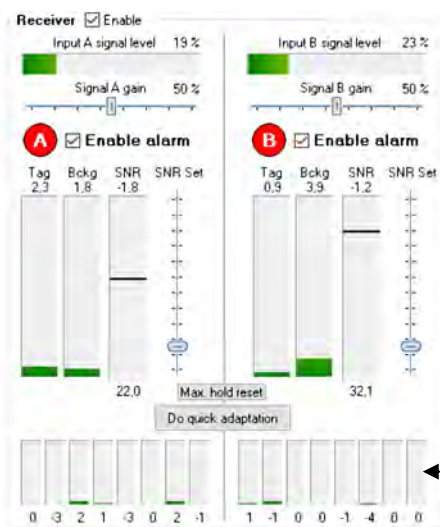 Receiver Enable
Input A signal level 19 % Input B signal level 23 %
Signal A gain 50 % Signal B gain 50 %
A Enable alarm B Enable alarm
Tag Bckg SNR SNR Set Tag Bckg SNR SNR Set
2,3 1,8 -1,8 0,9 3,9 -1,2
22,0 Max. hold reset 32,1
Do quick adaptation
0 -3 2 1 -3 0 2 -1 1 -1 0 0 -1 -4 0 0